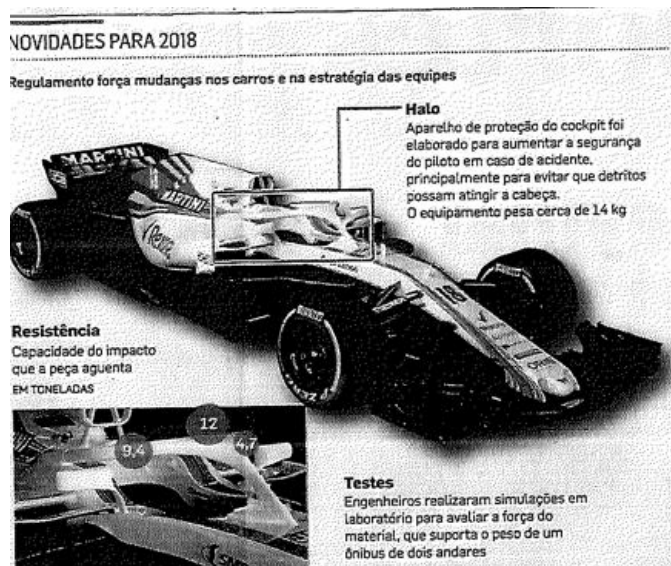 NOVIDADES PARA 2018
Regulamento força mudanças nos carros e na estratégia das equipes
Halo
Aparelho de proteção do cockpit foi
elaborado para aumentar a segurança
do piloto em caso de acidente,
principalmente para evitar que detritos
possam atingir a cabeça.
O equipamento pesa cerca de 14 kg
MARTINI
MARTINI
Rexona
18
Resistência
Capacidade do impacto
que a peça aguenta
EM TONELADAS
12
9,4
4,7
Testes
Engenheiros realizaram simulações em
laboratório para avaliar a força do
material, que suporta o peso de um
ônibus de dois andares